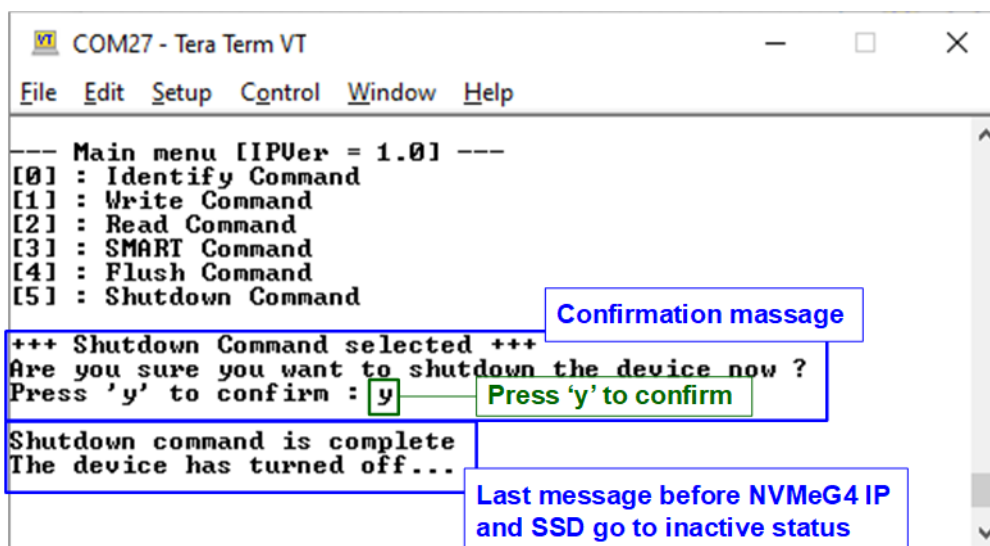 COM27 - Tera Term VT
File Edit Setup Control Window Help
--- Main menu [IPVer = 1.0] ---
[0] : Identify Command
[1] : Write Command
[2] : Read Command
[3] : SMART Command
[4] : Flush Command
[5] : Shutdown Command
Confirmation massage
+++ Shutdown Command selected +++
Are you sure you want to shutdown the device now ?
Press 'y' to confirm : y
Press ‘y’ to confirm
Shutdown command is complete
The device has turned off...
Last message before NVMeG4 IP
and SSD go to inactive status